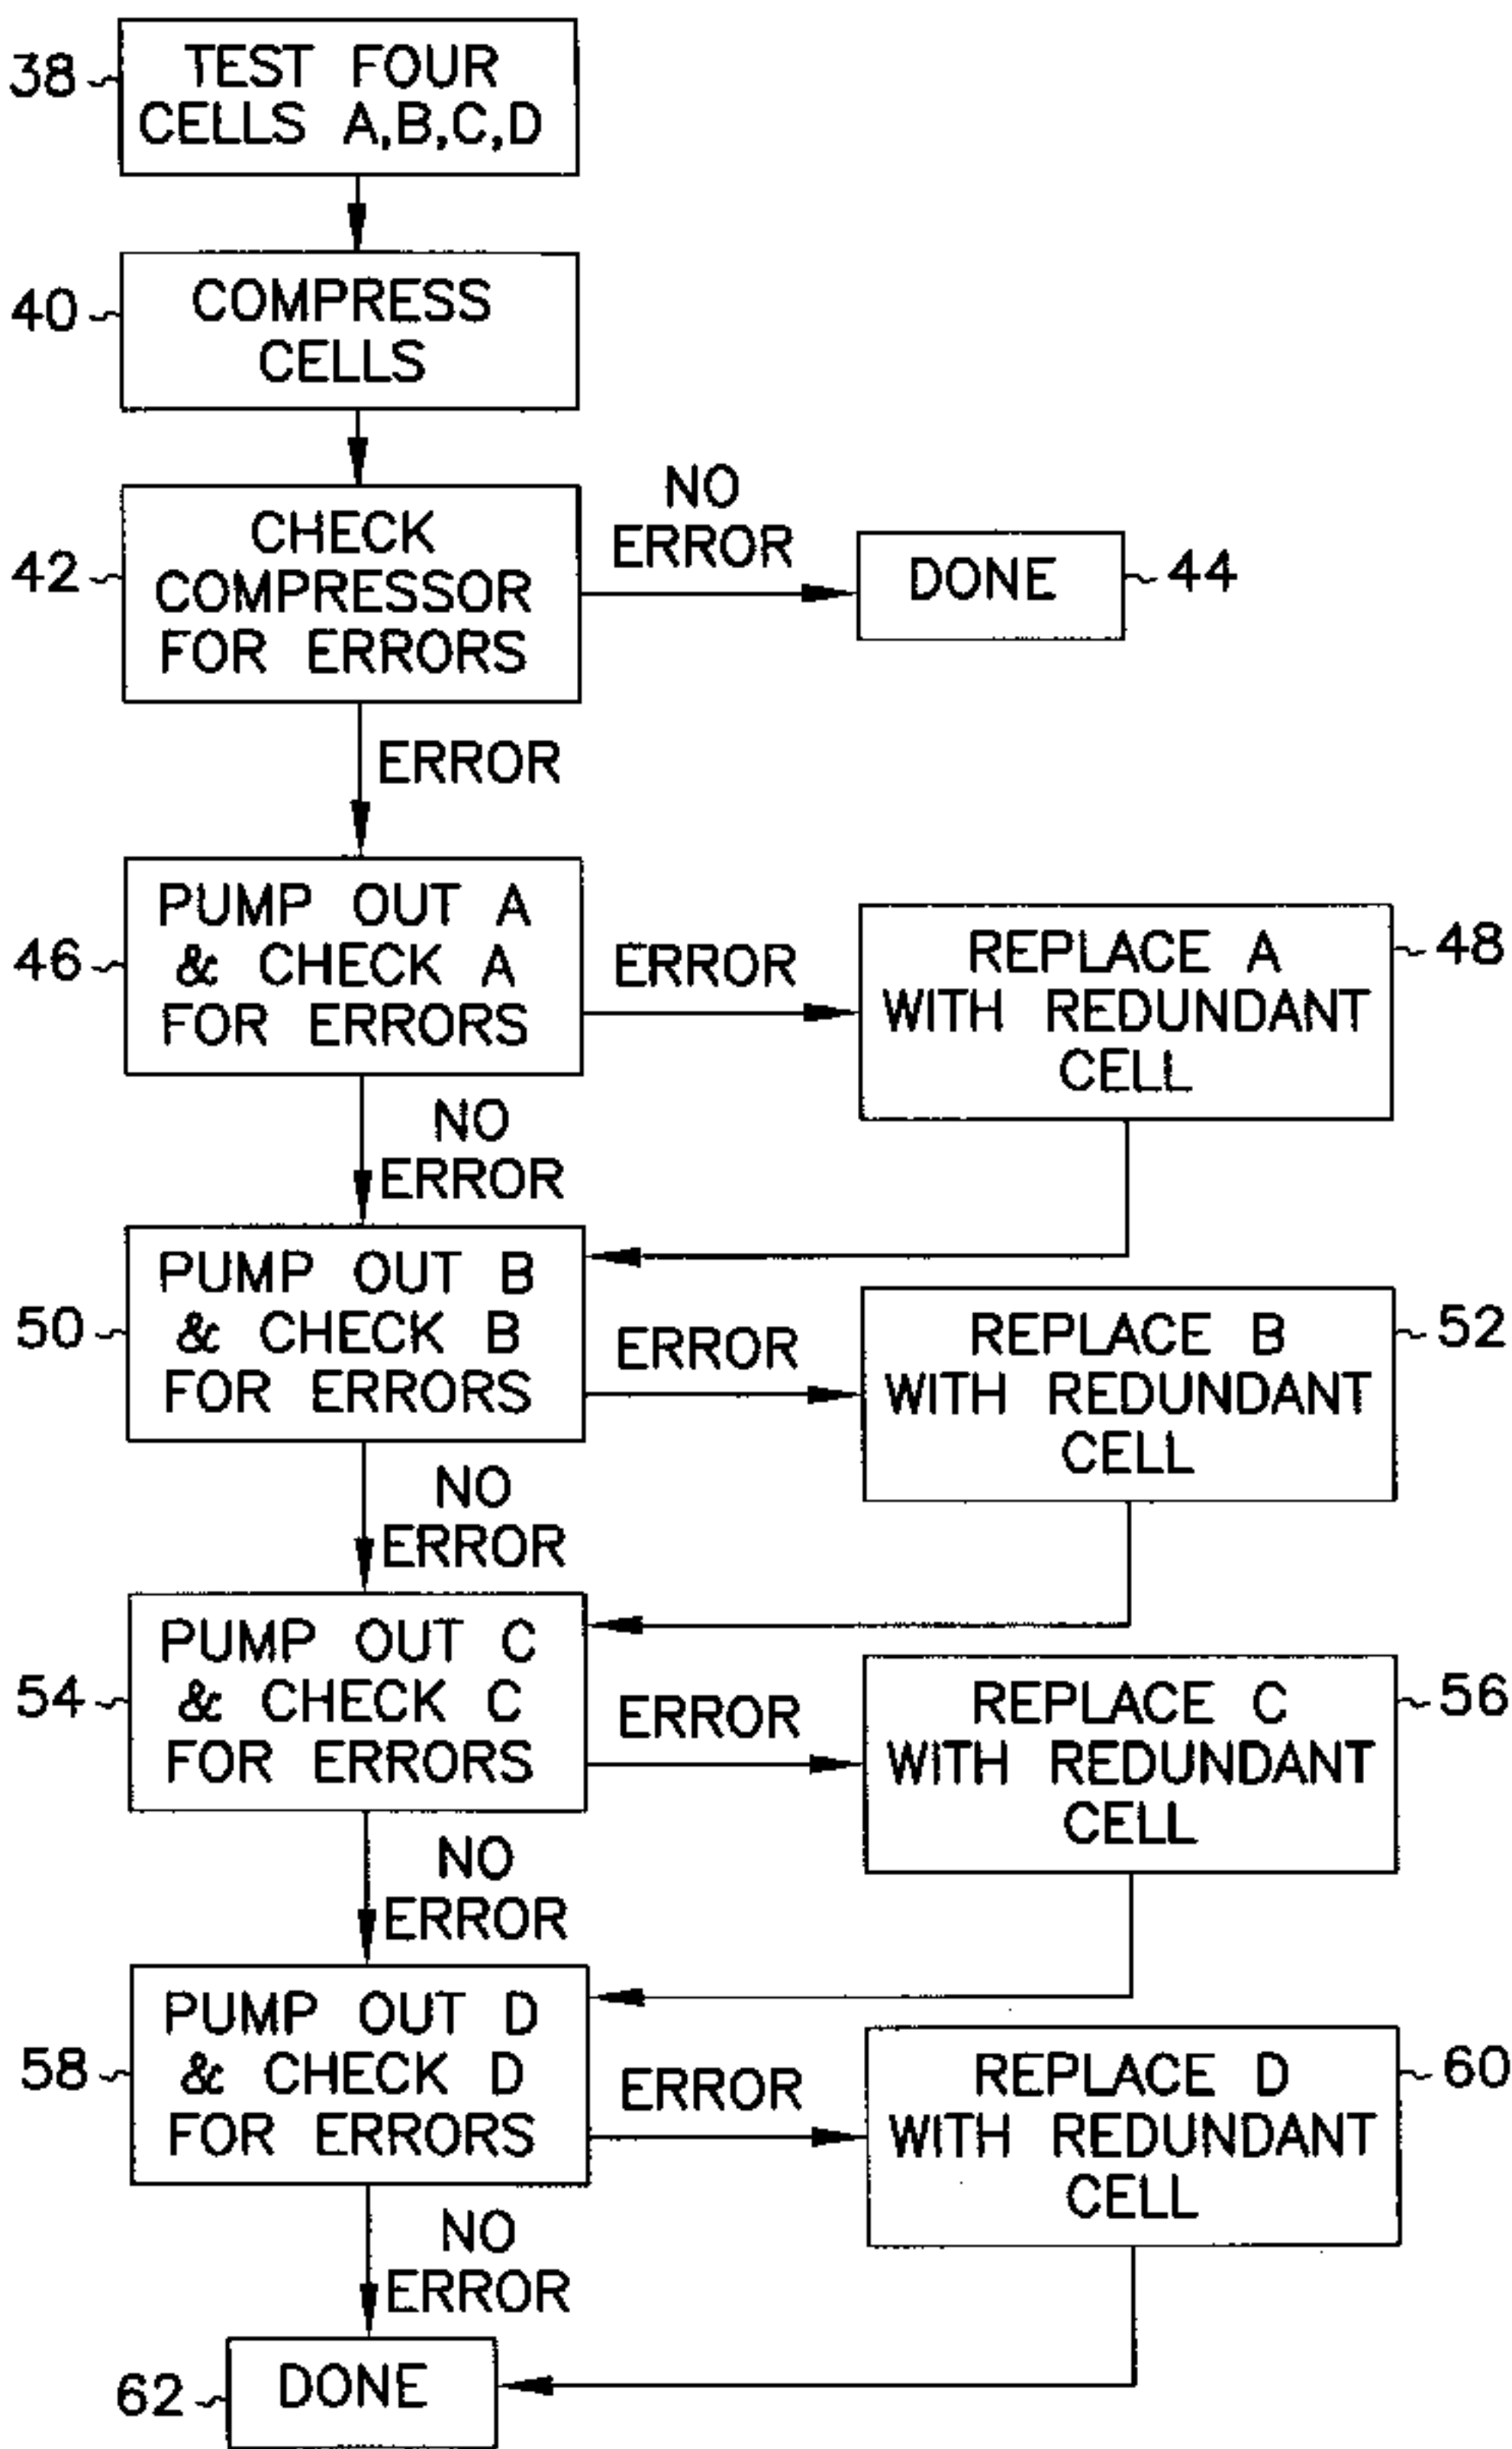 38
TEST FOUR
CELLS A,B,C,D
40
COMPRESS
CELLS
42
CHECK
COMPRESSOR
FOR ERRORS
NO
ERROR
DONE
44
ERROR
46
PUMP OUT A
& CHECK A
FOR ERRORS
ERROR
REPLACE A
WITH REDUNDANT
CELL
48
NO
ERROR
50
PUMP OUT B
& CHECK B
FOR ERRORS
ERROR
REPLACE B
WITH REDUNDANT
CELL
52
NO
ERROR
54
PUMP OUT C
& CHECK C
FOR ERRORS
ERROR
REPLACE C
WITH REDUNDANT
CELL
56
NO
ERROR
58
PUMP OUT D
& CHECK D
FOR ERRORS
ERROR
REPLACE D
WITH REDUNDANT
CELL
60
NO
ERROR
62
DONE